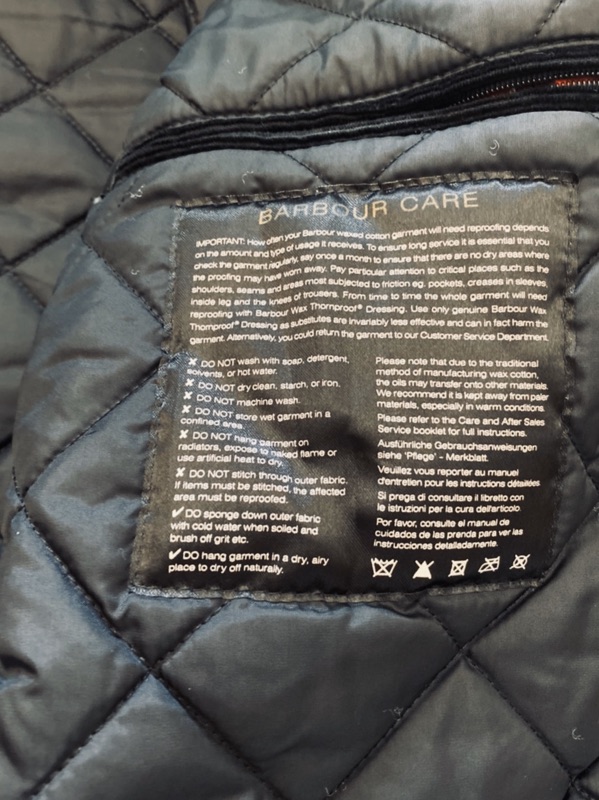 BARBOUR CARE
IMPORTANT: How often your Barbour waxed cotton garment will need reproofing depends
on the amount and type of usage it receives. To ensure long service it is essential that you
check the garment regularly, say once a month to ensure that there are no dry areas where
the proofing may have worn away. Pay particular attention to critical places such as the
shoulders, seams and areas most subjected to friction eg. pockets, creases in sleeves,
inside leg and the knees of trousers. From time to time the whole garment will need
reproofing with Barbour Wax Thornproof® Dressing. Use only genuine Barbour Wax
Thornproof® Dressing as substitutes are invariably less effective and can in fact harm the
garment. Alternatively, you could return the garment to our Customer Service Department.
✘ DO NOT wash with soap, detergent,
solvents, or hot water.
✘ DO NOT dry clean, starch, or iron.
✘ DO NOT machine wash.
✘ DO NOT store wet garment in a
confined area.
✘ DO NOT hang garment on
radiators, expose to naked flame or
use artificial heat to dry.
✘ DO NOT stitch through outer fabric.
If items must be stitched, the affected
area must be reproofed.
✔ DO sponge down outer fabric
with cold water when soiled and
brush off grit etc.
✔ DO hang garment in a dry, airy
place to dry off naturally.
Please note that due to the traditional
method of manufacturing wax cotton,
the oils may transfer onto other materials.
We recommend it is kept away from paler
materials, especially in warm conditions.
Please refer to the Care and After Sales
Service booklet for full instructions.
Ausführliche Gebrauchsanweisungen
siehe 'Pflege' - Merkblatt.
Veuillez vous reporter au manuel
d'entretien pour les instructions détaillées
Si prega di consultare il libretto con
le istruzioni per la cura dell'articolo.
Por favor, consulte el manual de
cuidados de las prenda para ver las
instrucciones detalladamente.